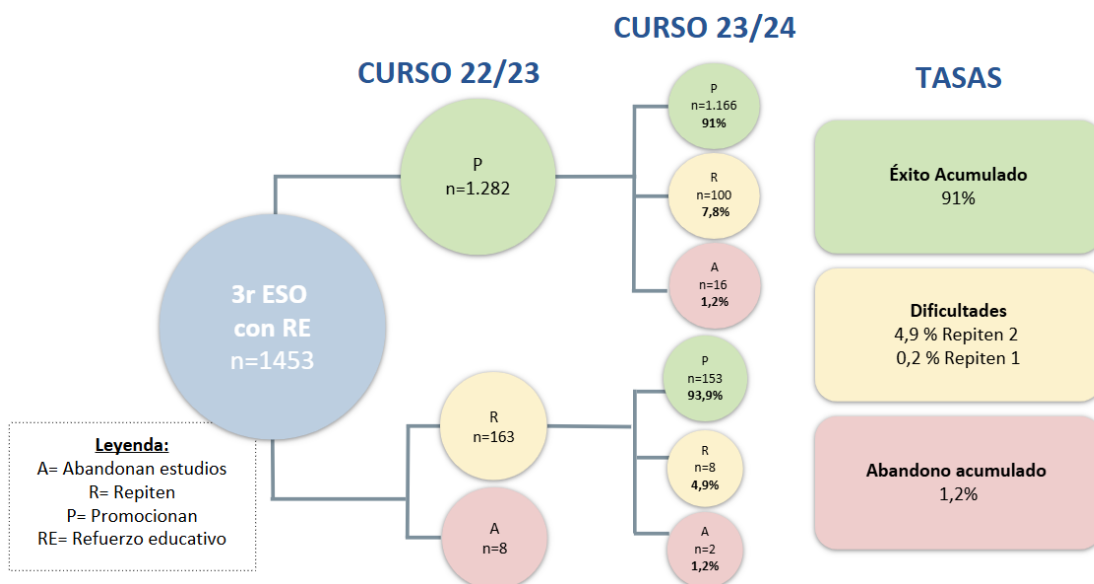 CURSO 23/24
CURSO 22/23
TASAS
3r ESO
con RE
n=1453
P
n=1.282
P
n=1.166
91%
R
n=100
7,8%
A
n=16
1,2%
R
n=163
A
n=8
P
n=153
93,9%
R
n=8
4,9%
A
n=2
1,2%
Éxito Acumulado
91%
Dificultades
4,9 % Repiten 2
0,2 % Repiten 1
Abandono acumulado
1,2%
Leyenda:
A= Abandonan estudios
R= Repiten
P= Promocionan
RE= Refuerzo educativo